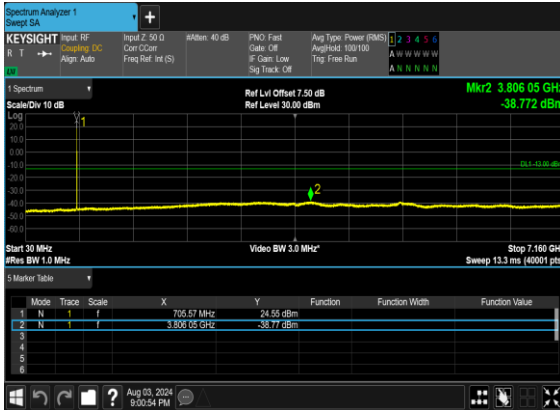 Spectrum Analyzer 1
Swept SA
+
KEYSIGHT Input: RF Input Z: 50 Ω #Atten: 40 dB PNO: Fast Avg Type: Power (RMS) 1 2 3 4 5 6
R T Coupling: DC Corr CCorr Gate: Off Avg|Hold: 100/100 A W W W W W
Align: Auto Freq Ref: Int (S) IF Gain: Low Trig: Free Run
Sig Track: Off A N N N N N
1 Spectrum
Scale/Div 10 dB
Ref Lvl Offset 7.50 dB
Ref Level 30.00 dBm
Mkr2 3.806 05 GHz
-38.772 dBm
Log
20.0
10.0
0.00
-10.0
-20.0
-30.0
-40.0
-50.0
-60.0
1
2
DL1 -13.00 dBm
Start 30 MHz Video BW 3.0 MHz* Stop 7.160 GHz
#Res BW 1.0 MHz Sweep 13.3 ms (40001 pts)
5 Marker Table
Mode Trace Scale X Y Function Function Width Function Value
1 N 1 f 705.57 MHz 24.55 dBm
2 N 1 f 3.806 05 GHz -38.77 dBm
3
4
5
6
? Aug 03, 2024
9:00:54 PM